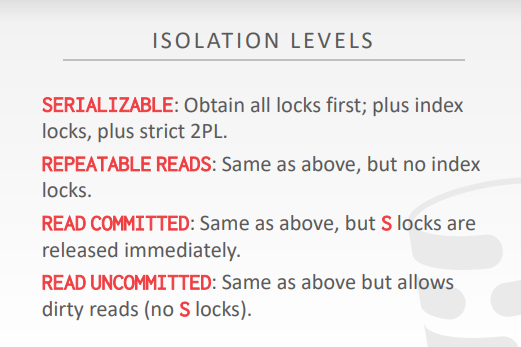 ISOLATION LEVELS
SERIALIZABLE: Obtain all locks first; plus index
locks, plus strict 2PL.
REPEATABLE READS: Same as above, but no index
locks.
READ COMMITTED: Same as above, but S locks are
released immediately.
READ UNCOMMITTED: Same as above but allows
dirty reads (no S locks).